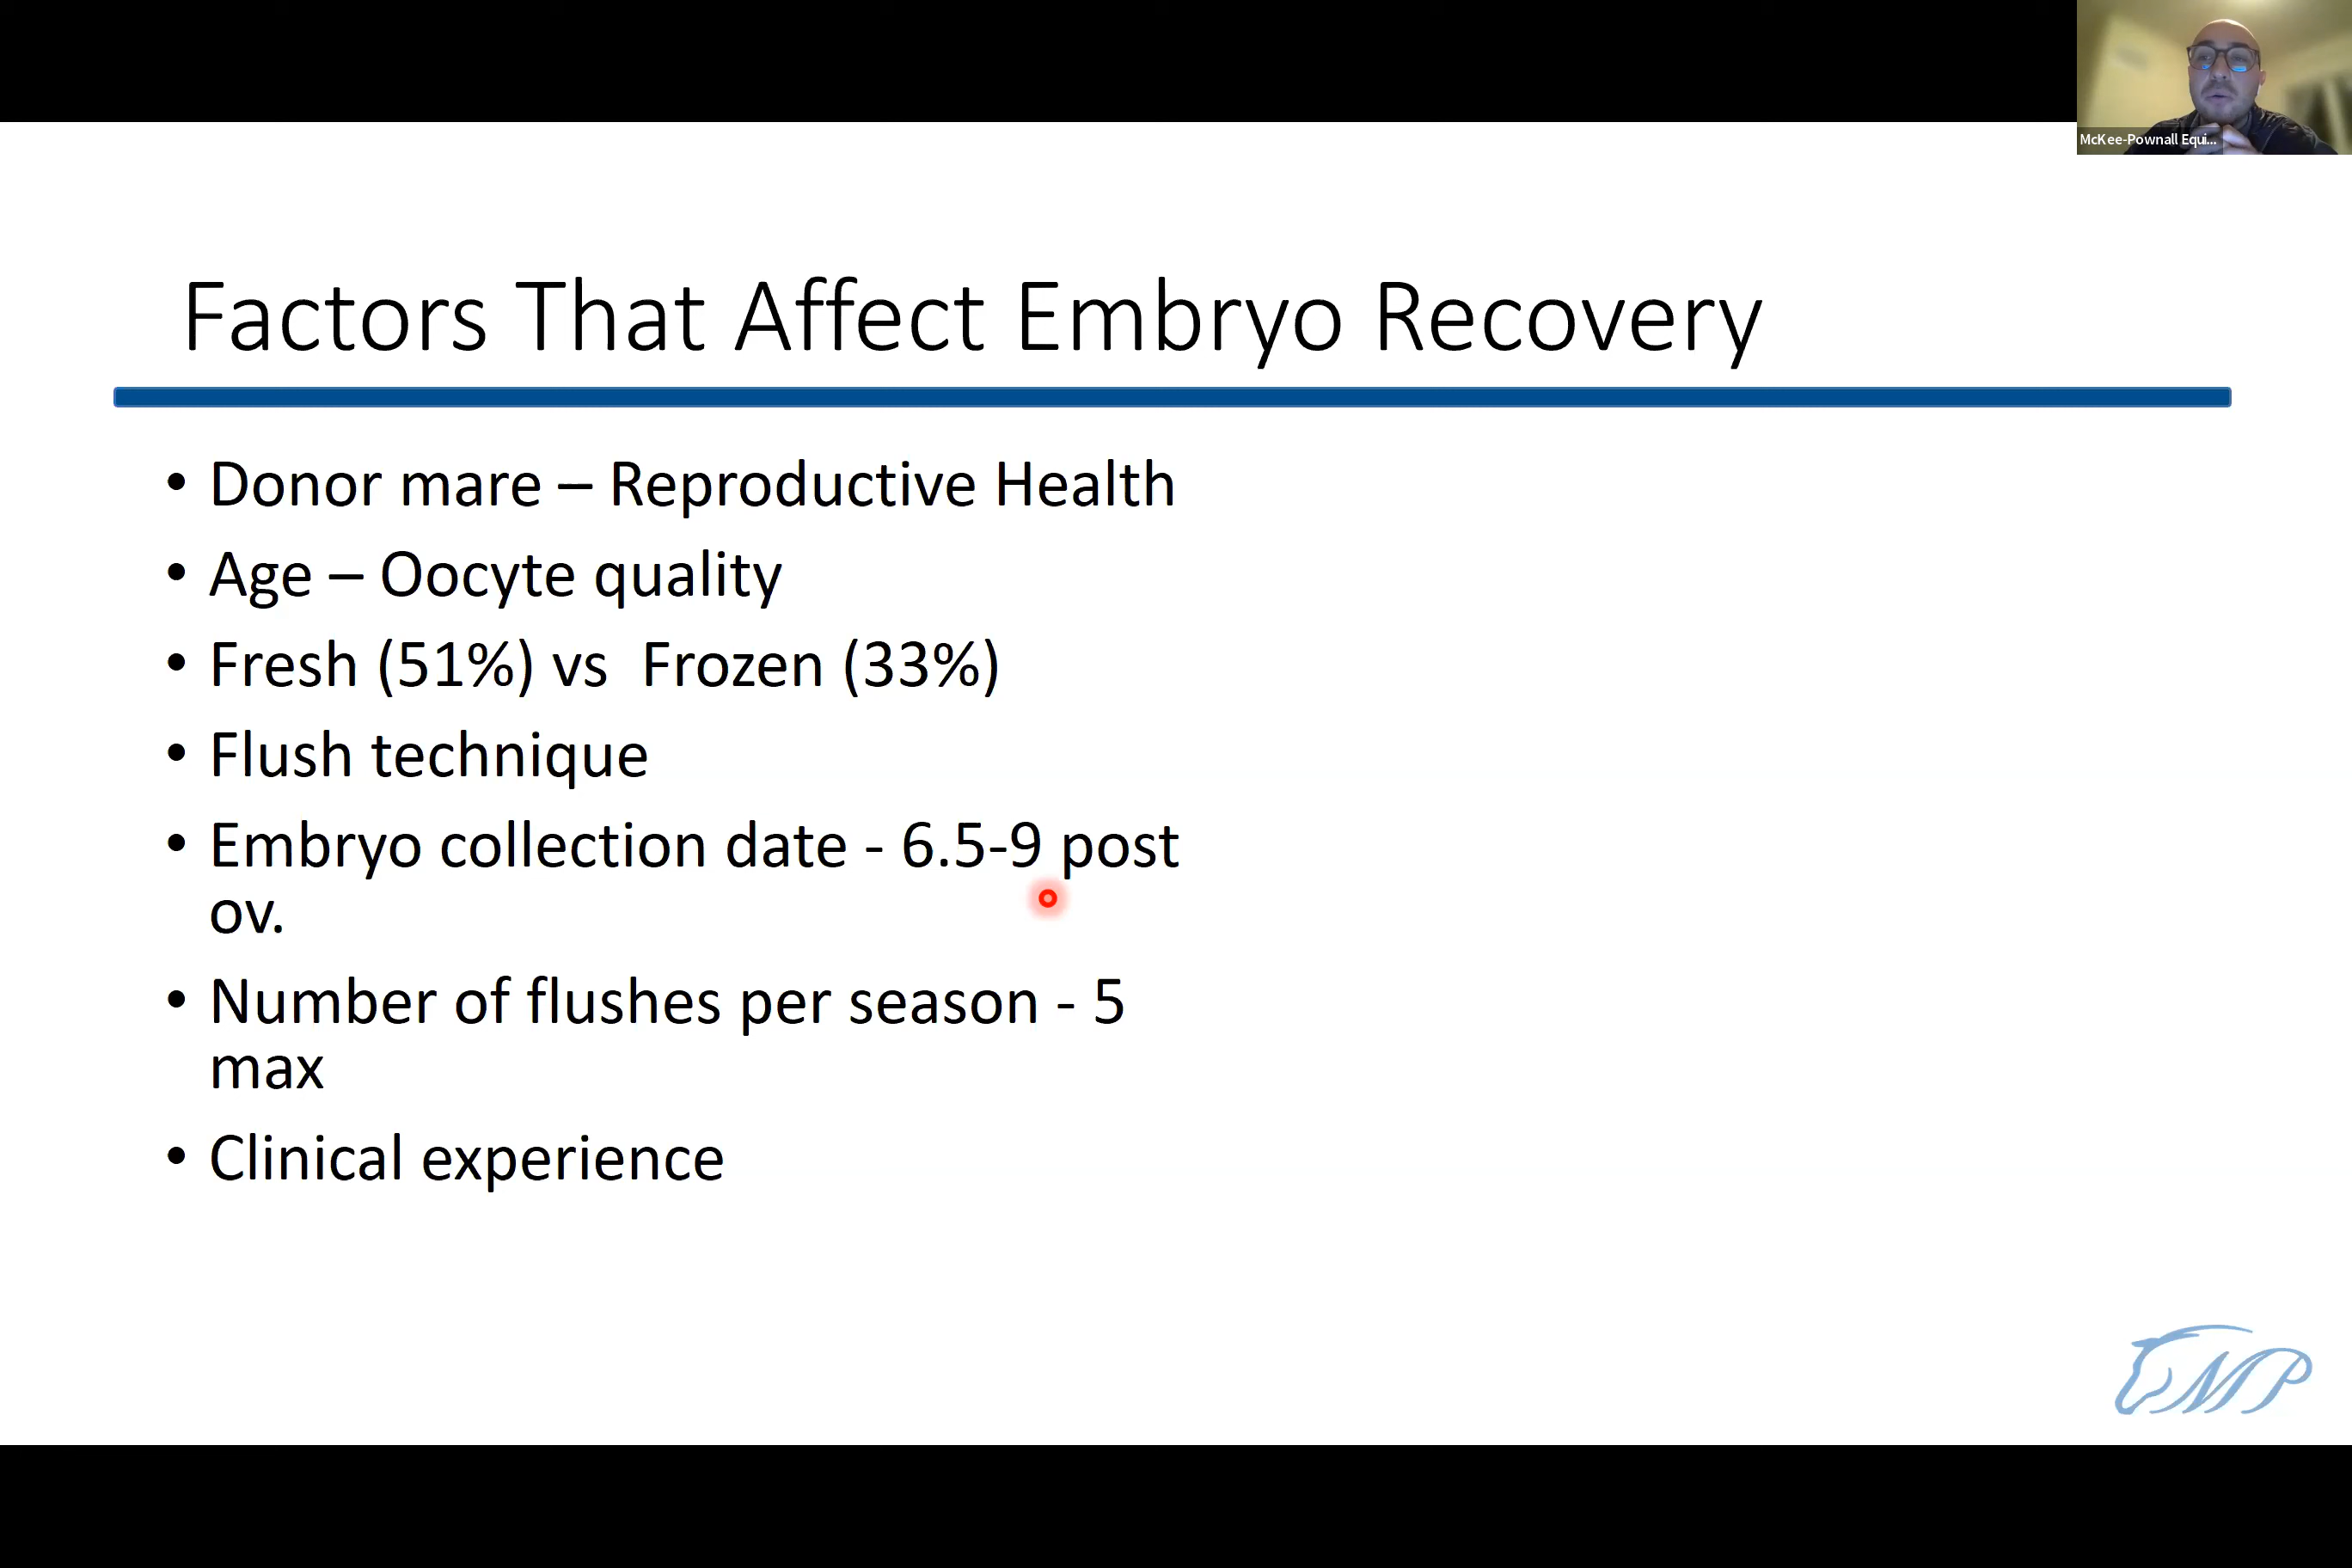 McKee-Pownall Equi...
Factors That Affect Embryo Recovery
• Donor mare – Reproductive Health
• Age – Oocyte quality
• Fresh (51%) vs  Frozen (33%)
• Flush technique
• Embryo collection date - 6.5-9 post
ov.
• Number of flushes per season - 5
max
• Clinical experience
MP